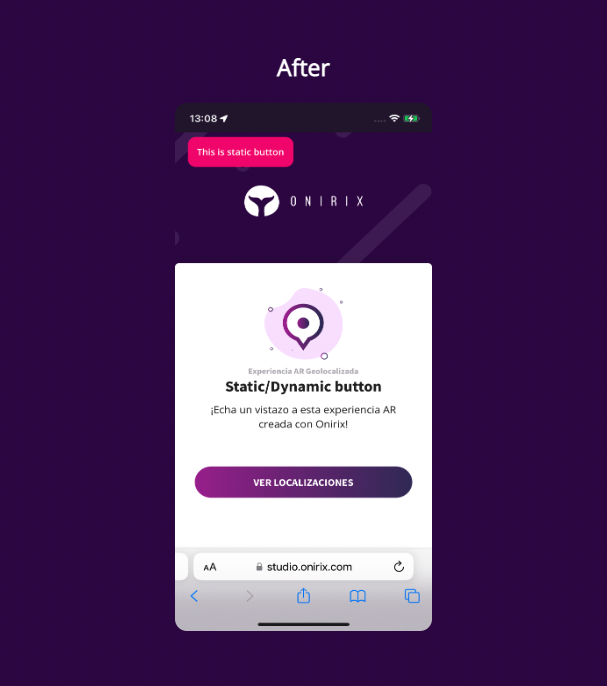 After
13:08
This is static button
ONIRIX
Experiencia AR Geolocalizada
Static/Dynamic button
¡Echa un vistazo a esta experiencia AR
creada con Onirix!
VER LOCALIZACIONES
AA studio.onirix.com